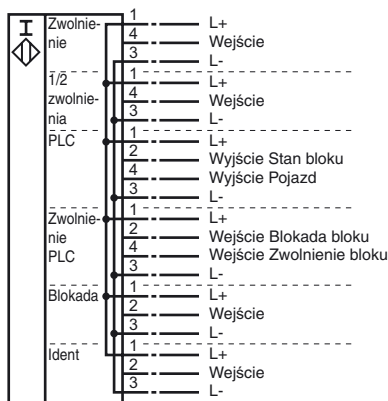 I
Zwolnie-
nie
1 L+
4 Wejście
3 L-
1/2
zwolnie-
nia
1 L+
4 Wejście
3 L-
PLC
1 L+
2 Wyjście Stan bloku
4 Wyjście Pojazd
3 L-
Zwolnie-
nie
PLC
1 L+
2 Wejście Blokada bloku
4 Wejście Zwolnienie bloku
3 L-
Blokada
1 L+
2 Wejście
3 L-
Ident
1 L+
2 Wejście
3 L-